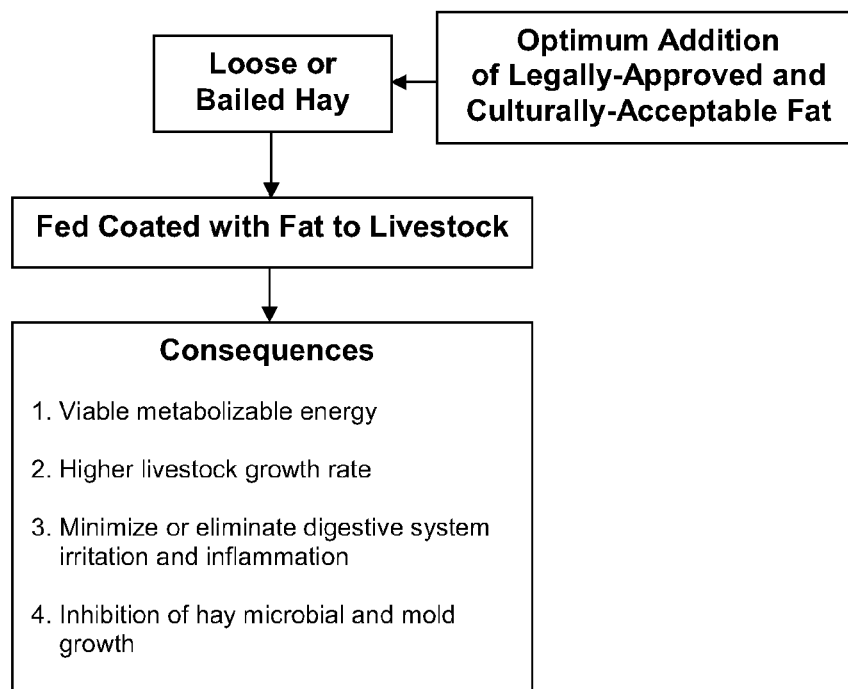 Loose or
Bailed Hay
Optimum Addition
of Legally-Approved and
Culturally-Acceptable Fat
Fed Coated with Fat to Livestock
Consequences
1. Viable metabolizable energy
2. Higher livestock growth rate
3. Minimize or eliminate digestive system
irritation and inflammation
4. Inhibition of hay microbial and mold
growth